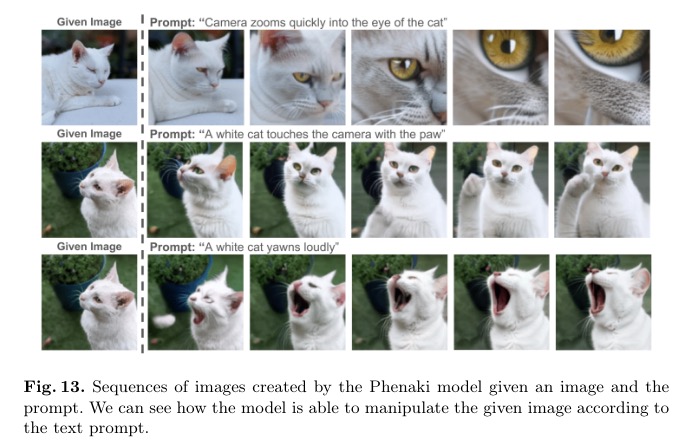 Given Image
Prompt: “Camera zooms quickly into the eye of the cat”
Given Image
Prompt: “A white cat touches the camera with the paw”
Given Image
Prompt: “A white cat yawns loudly”
Fig. 13. Sequences of images created by the Phenaki model given an image and the
prompt. We can see how the model is able to manipulate the given image according to
the text prompt.